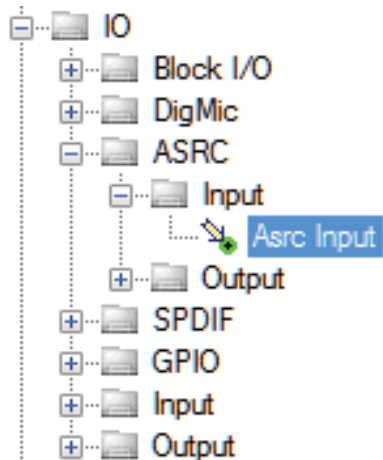 IO
Block I/O
DigMic
ASRC
Input
Asrc Input
Output
SPDIF
GPIO
Input
Output